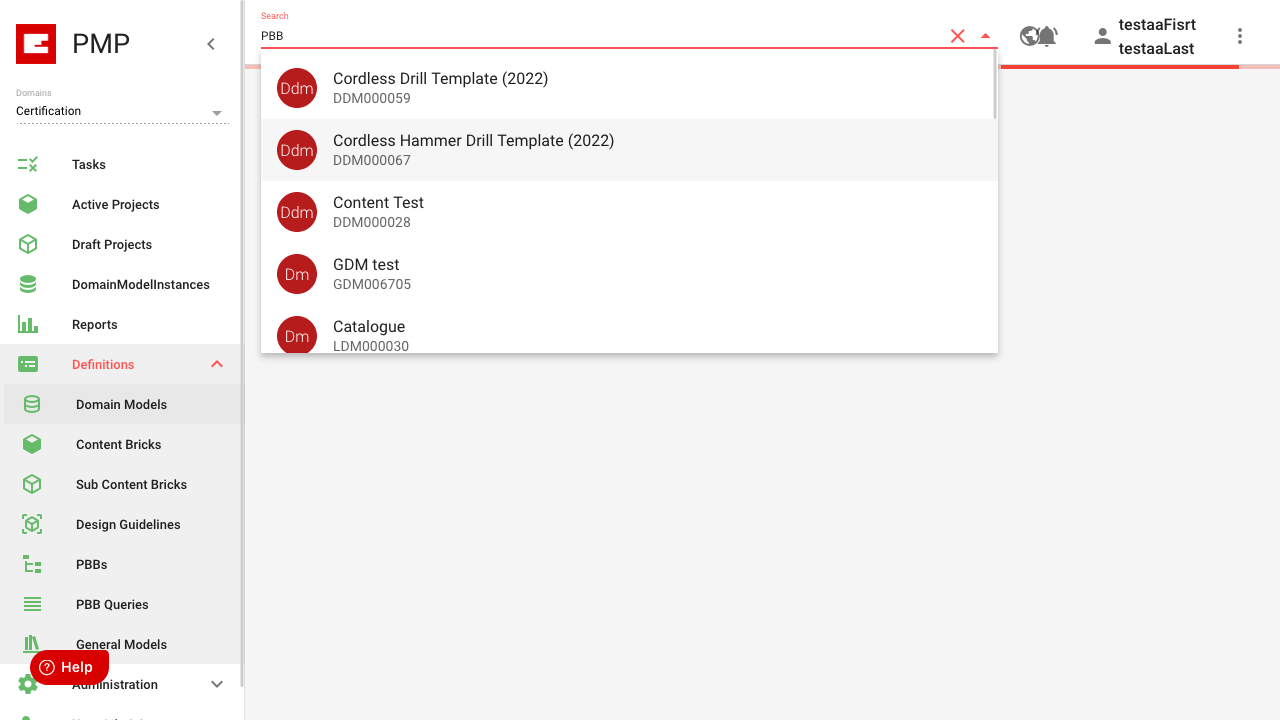 PMP
Domains
Certification
Tasks
Active Projects
Draft Projects
DomainModelInstances
Reports
Definitions
Domain Models
Content Bricks
Sub Content Bricks
Design Guidelines
PBBs
PBB Queries
General Models
Help
Administration
Search
PBB
Ddm
Cordless Drill Template (2022)
DDM000059
Ddm
Cordless Hammer Drill Template (2022)
DDM000067
Ddm
Content Test
DDM000028
Dm
GDM test
GDM006705
Dm
Catalogue
LDM000030
testaaFisrt
testaaLast